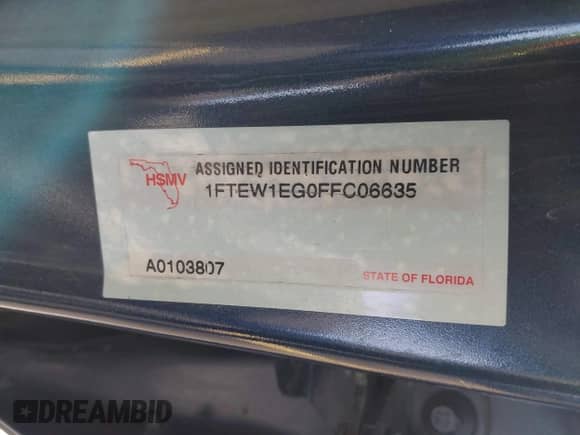 HSMV
ASSIGNED IDENTIFICATION NUMBER
1FTEW1EG0FFC06635
A0103807
STATE OF FLORIDA
DREAMBID